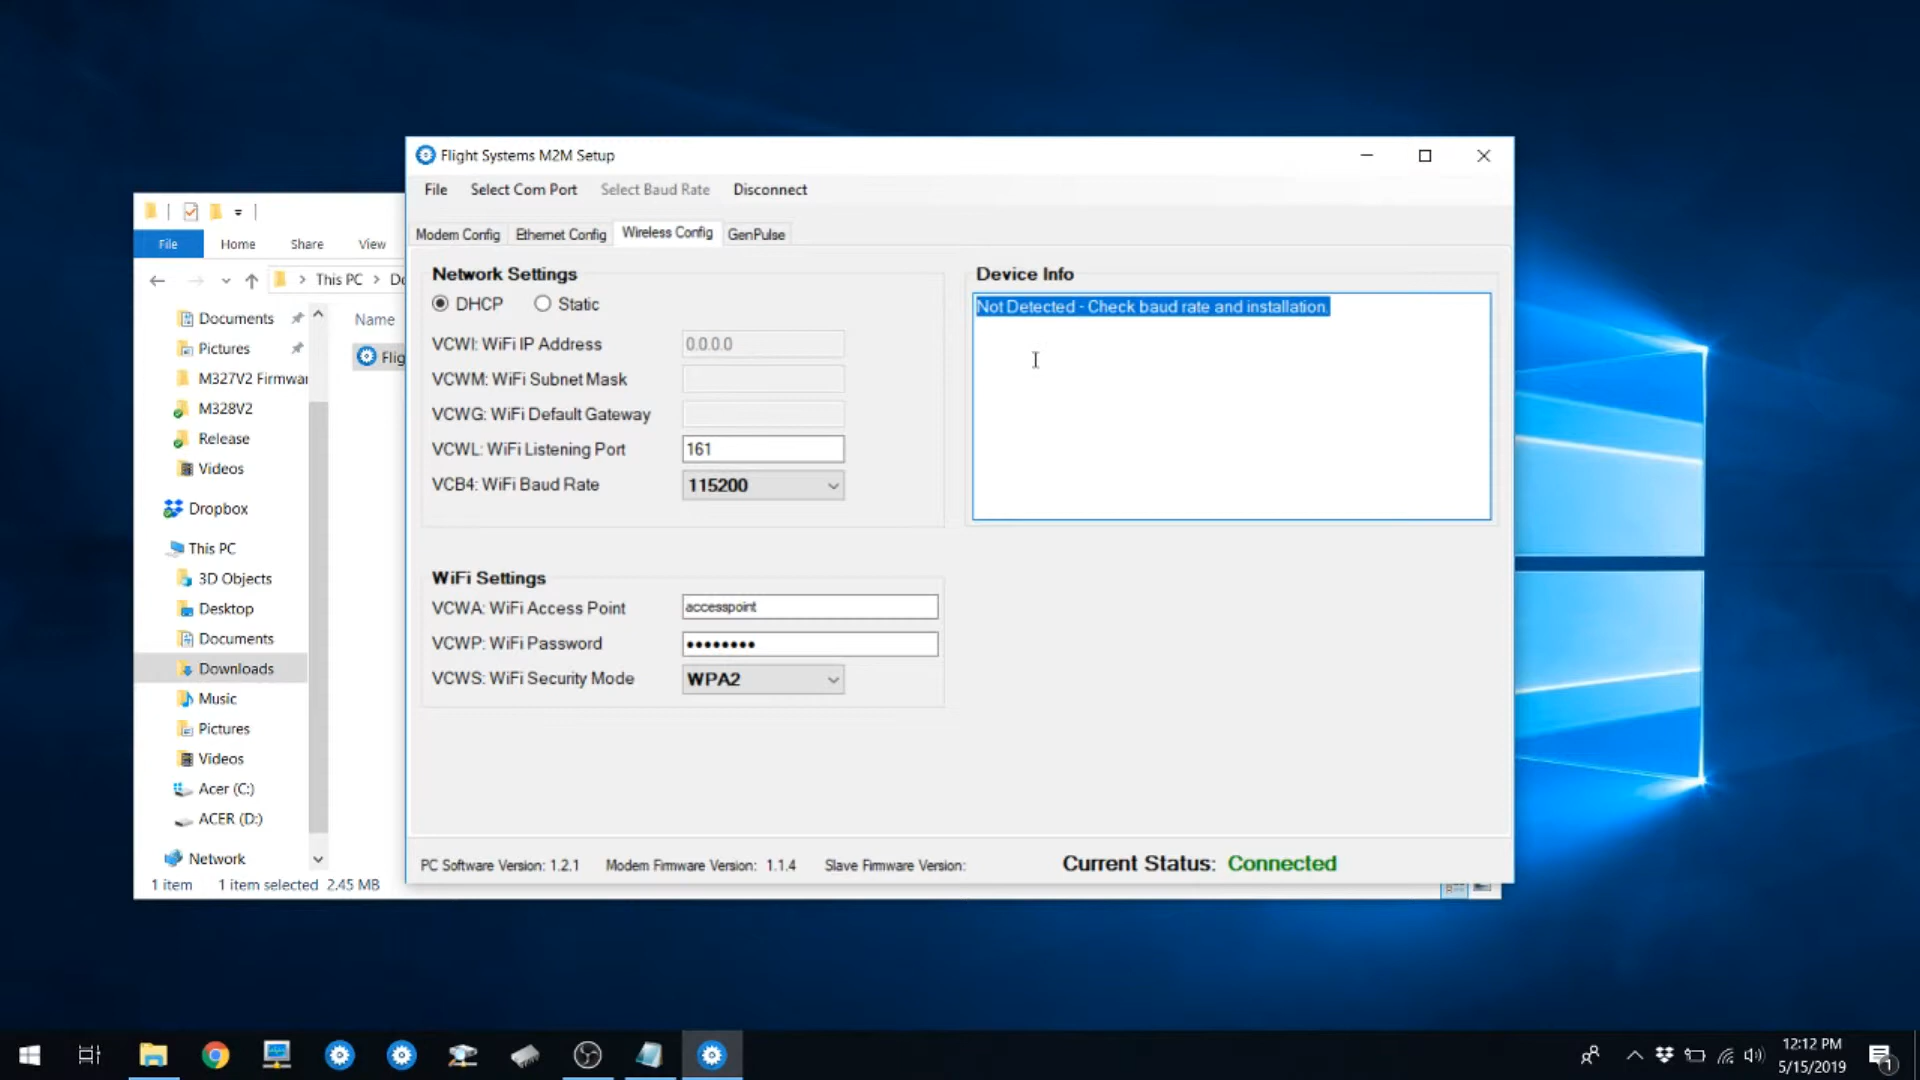 Flight Systems M2M Setup
File Select Com Port Select Baud Rate Disconnect
Modem Config Ethernet Config Wireless Config GenPulse
Network Settings
DHCP Static
VCWI: WiFi IP Address 0.0.0.0
VCWM: WiFi Subnet Mask
VCWG: WiFi Default Gateway
VCWL: WiFi Listening Port 161
VCB4: WiFi Baud Rate 115200
Device Info
Not Detected - Check baud rate and installation.
WiFi Settings
VCWA: WiFi Access Point accesspoint
VCWP: WiFi Password ••••••••
VCWS: WiFi Security Mode WPA2
PC Software Version: 1.2.1 Modem Firmware Version: 1.1.4 Slave Firmware Version: Current Status: Connected
File Home Share View
This PC Do
Name
Flig
Documents
Pictures
M327V2 Firmwar
M328V2
Release
Videos
Dropbox
This PC
3D Objects
Desktop
Documents
Downloads
Music
Pictures
Videos
Acer (C:)
ACER (D:)
Network
1 item 1 item selected 2.45 MB
12:12 PM
5/15/2019
1